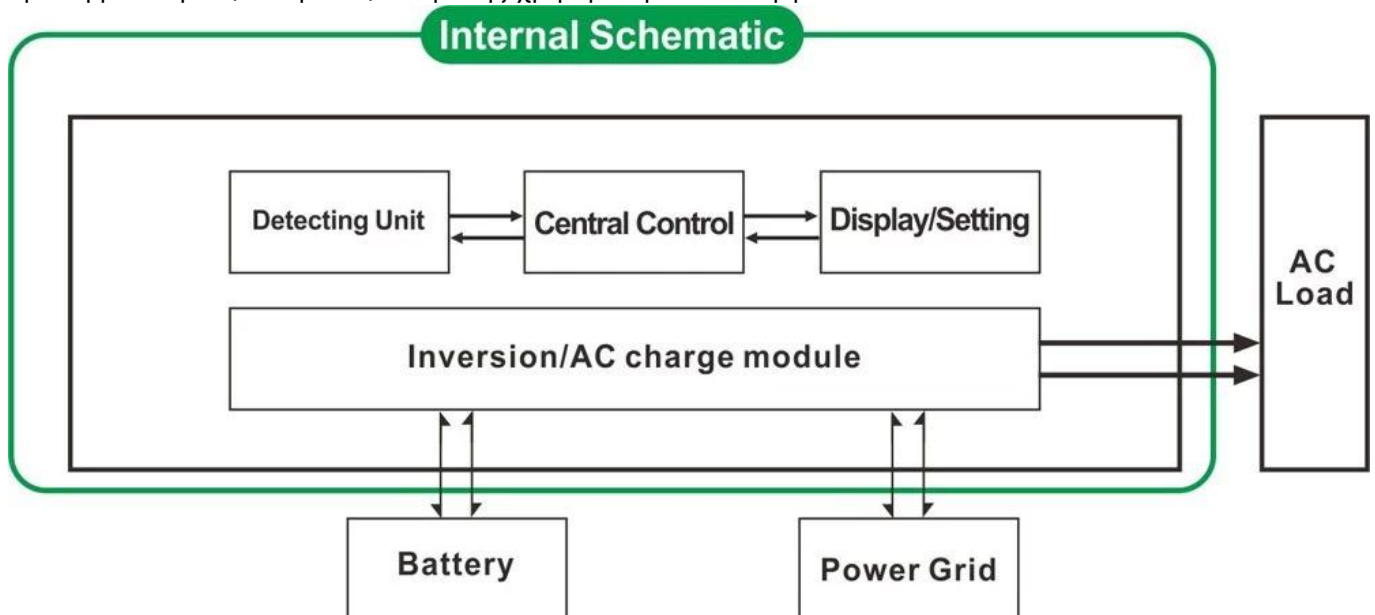 Internal Schematic
Detecting Unit
Central Control
Display/Setting
AC
Load
Inversion/AC charge module
Battery
Power Grid